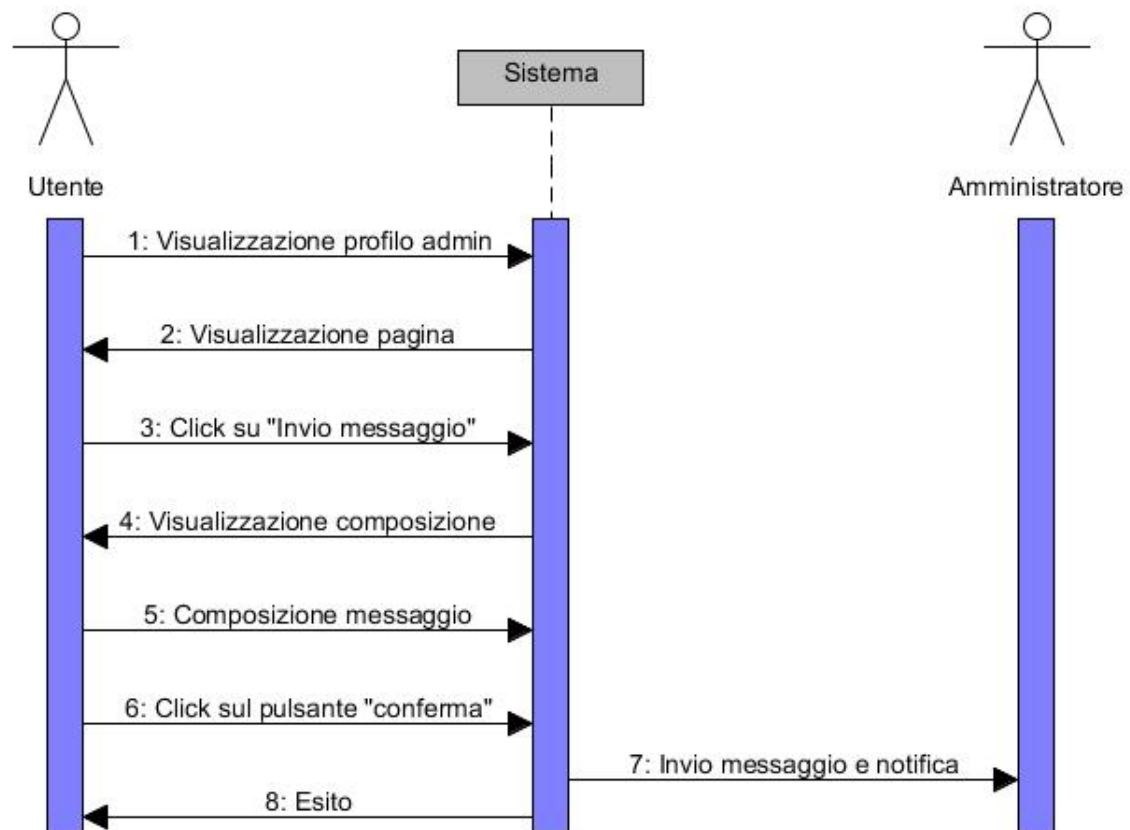 Sistema
Utente
Amministratore
1: Visualizzazione profilo admin
2: Visualizzazione pagina
3: Click su "Invio messaggio"
4: Visualizzazione composizione
5: Composizione messaggio
6: Click sul pulsante "conferma"
7: Invio messaggio e notifica
8: Esito